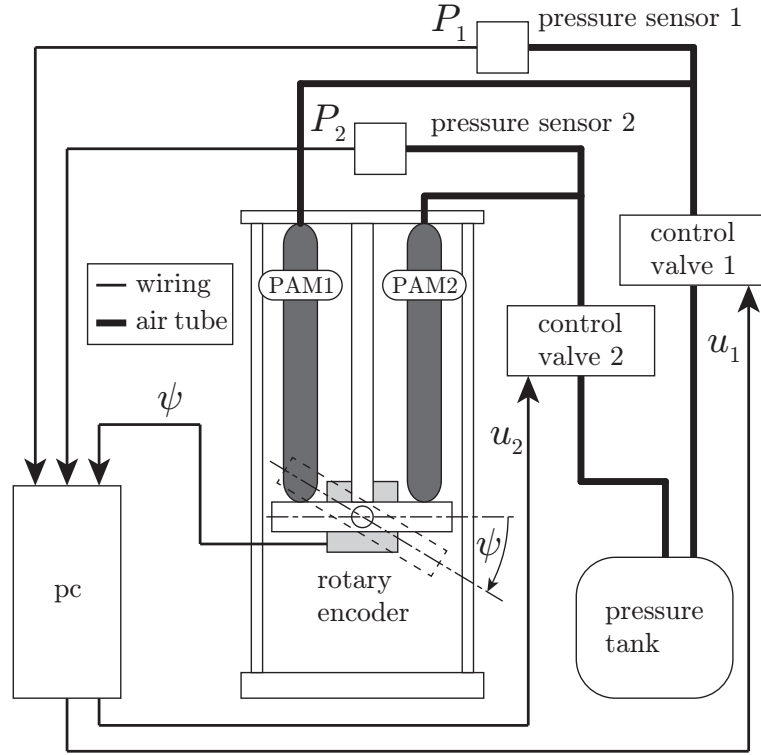 P1
pressure sensor 1
P2
pressure sensor 2
control
valve 1
PAM1
PAM2
wiring
air tube
control
valve 2
u1
ψ
u2
ψ
pc
rotary
encoder
pressure
tank